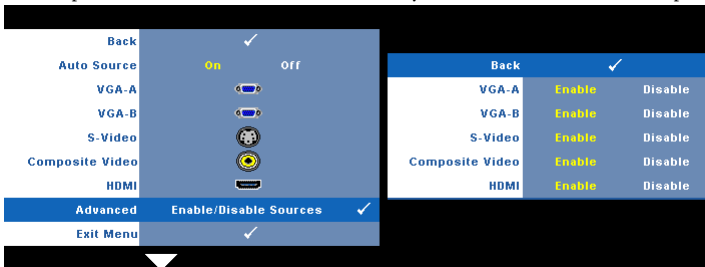 Back
Auto Source On Off
VGA-A
VGA-B
S-Video
Composite Video
HDMI
Advanced Enable/Disable Sources
Exit Menu
Back
VGA-A Enable Disable
VGA-B Enable Disable
S-Video Enable Disable
Composite Video Enable Disable
HDMI Enable Disable